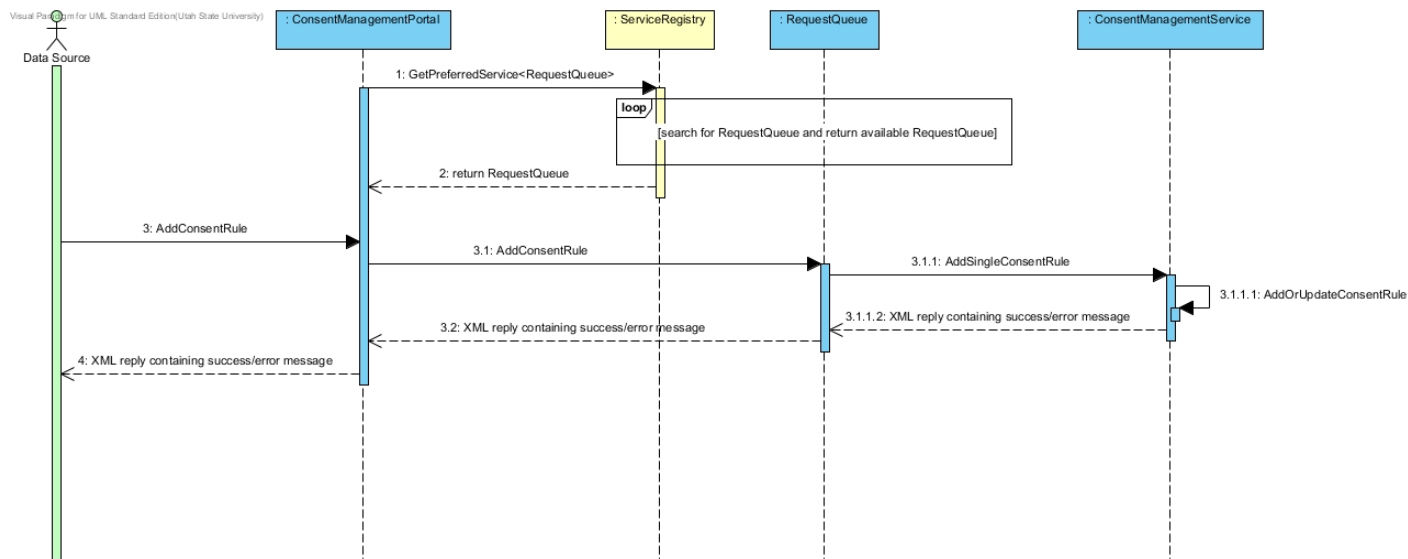 Visual Paradigm for UML Standard Edition(Utah State University)
: ConsentManagementPortal
: ServiceRegistry
: RequestQueue
: ConsentManagementService
Data Source
1: GetPreferredService<RequestQueue>
loop
[search for RequestQueue and return available RequestQueue]
2: return RequestQueue
3: AddConsentRule
3.1: AddConsentRule
3.1.1: AddSingleConsentRule
3.1.1.1: AddOrUpdateConsentRule
3.1.1.2: XML reply containing success/error message
3.2: XML reply containing success/error message
4: XML reply containing success/error message